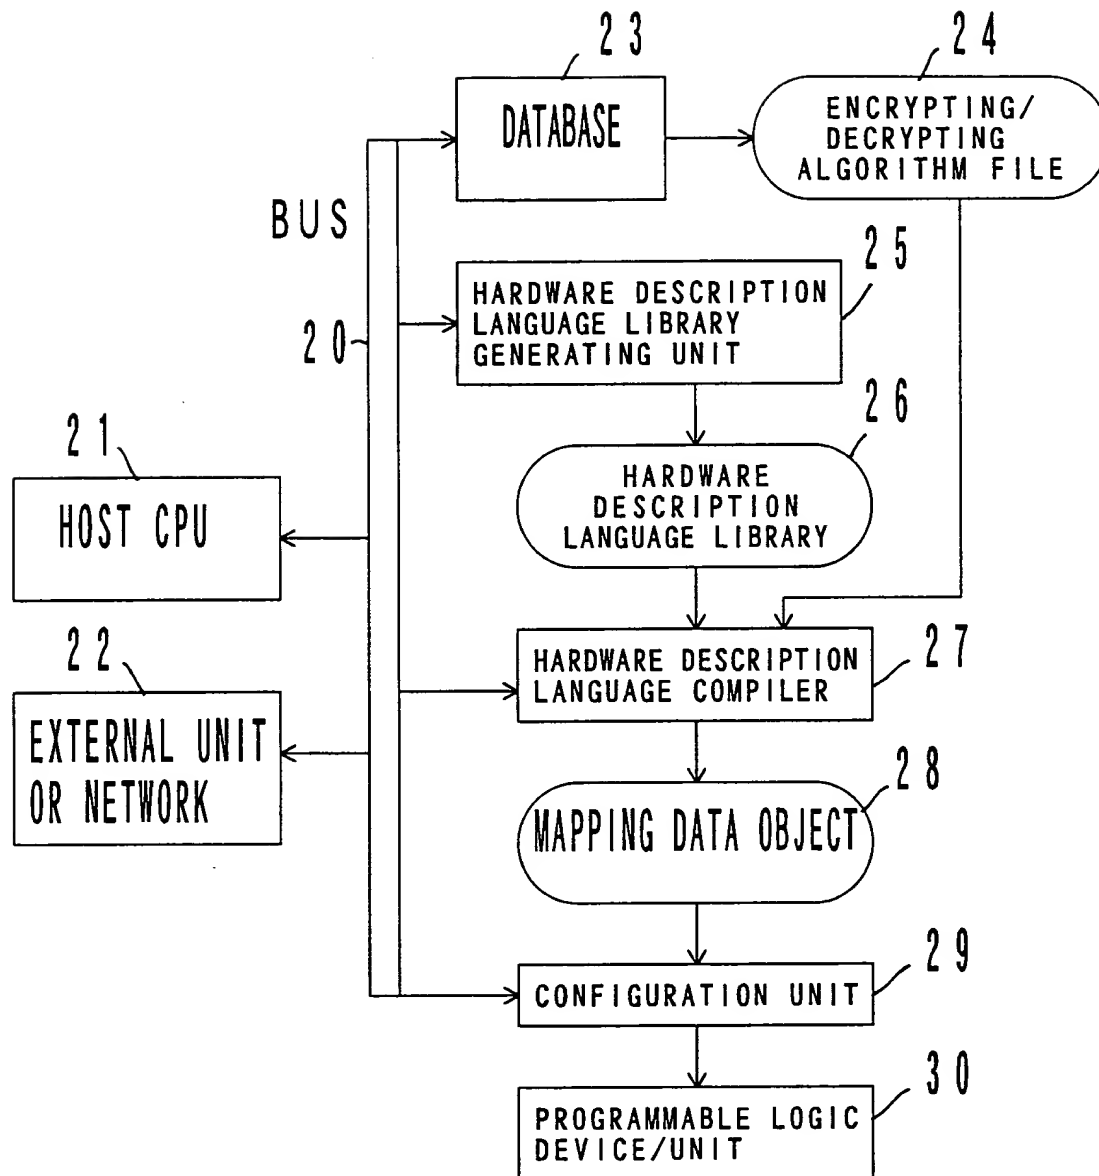 23
24
DATABASE
ENCRYPTING/
DECRYPTING
ALGORITHM FILE
BUS
25
HARDWARE DESCRIPTION
LANGUAGE LIBRARY
GENERATING UNIT
20
26
21
HARDWARE
DESCRIPTION
LANGUAGE LIBRARY
HOST CPU
22
27
HARDWARE DESCRIPTION
LANGUAGE COMPILER
EXTERNAL UNIT
OR NETWORK
28
MAPPING DATA OBJECT
29
CONFIGURATION UNIT
30
PROGRAMMABLE LOGIC
DEVICE/UNIT